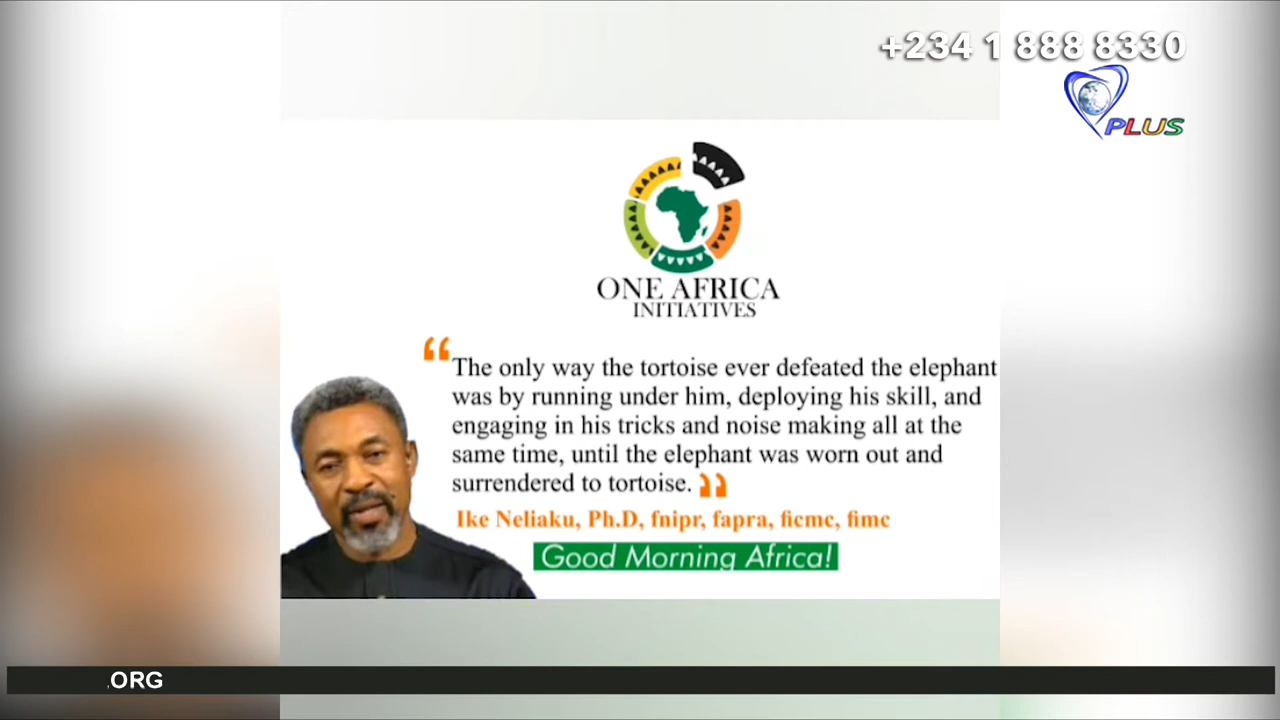 +234 1 888 8330
PLUS
ONE AFRICA
INITIATIVES
“The only way the tortoise ever defeated the elephant
was by running under him, deploying his skill, and
engaging in his tricks and noise making all at the
same time, until the elephant was worn out and
surrendered to tortoise.”
Ike Neliaku, Ph.D, fnipr, fapra, ficmc, fimc
Good Morning Africa!
.ORG